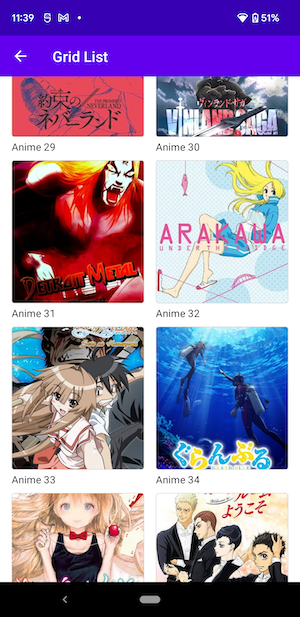 11:39
51%
Grid List
THE PROMISED
NEVERLAND
約束の
ネバーランド
ヴィンランド・サガ
VINLAND SAGA
Anime 29
Anime 30
Detroit Metal
ARAKAWA
UNDER THE BRIDGE
Anime 31
Anime 32
ぐらんぶる
Anime 33
Anime 34
ようこそ